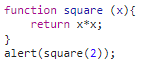 function square (x){
    return x*x;
}
alert(square(2));